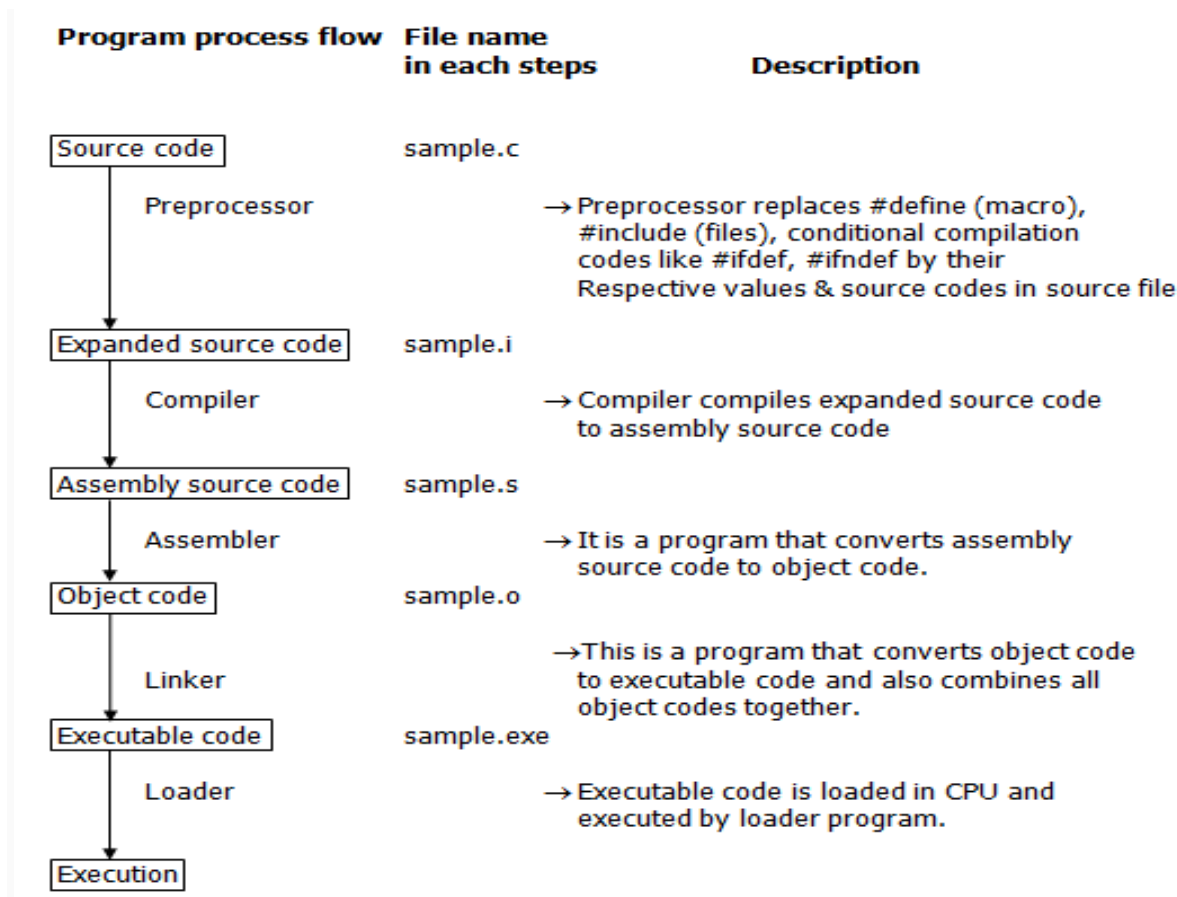 Program process flow File name
in each steps Description
Source code sample.c
Preprocessor → Preprocessor replaces #define (macro),
#include (files), conditional compilation
codes like #ifdef, #ifndef by their
Respective values & source codes in source file
Expanded source code sample.i
Compiler → Compiler compiles expanded source code
to assembly source code
Assembly source code sample.s
Assembler → It is a program that converts assembly
source code to object code.
Object code sample.o
→This is a program that converts object code
Linker to executable code and also combines all
object codes together.
Executable code sample.exe
Loader → Executable code is loaded in CPU and
executed by loader program.
Execution